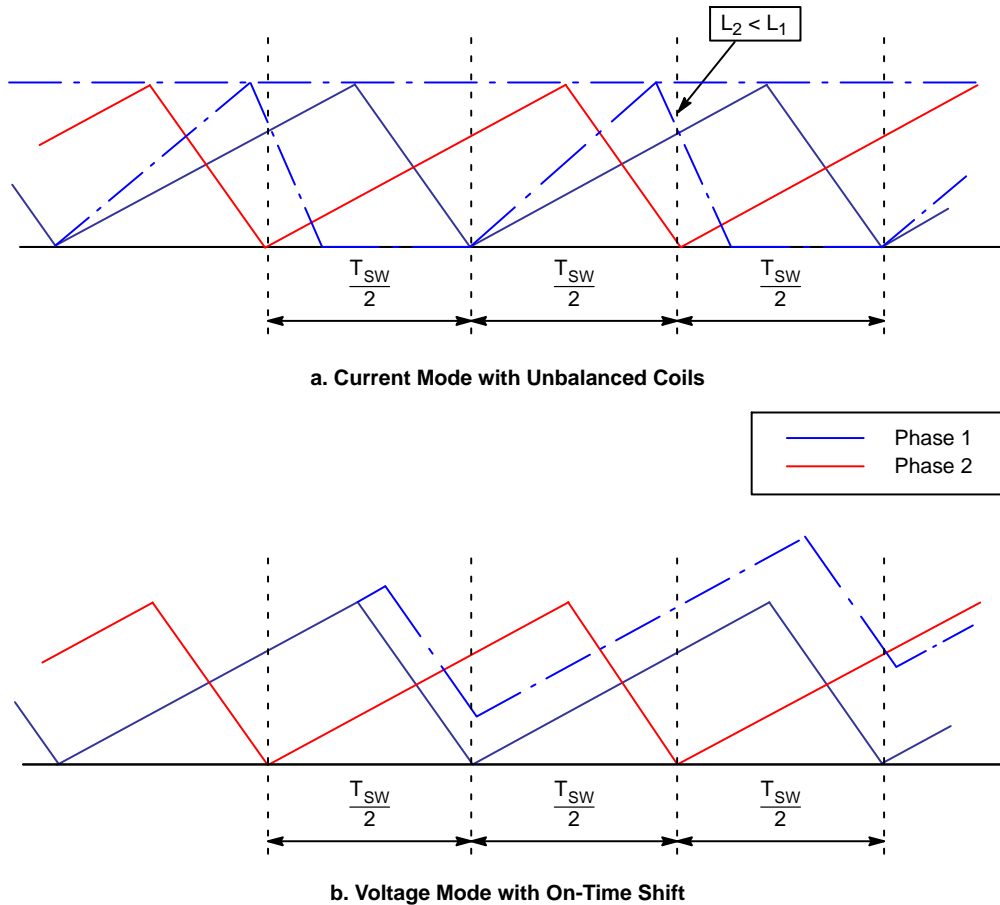 L2 < L1
TSW
2
TSW
2
TSW
2
a. Current Mode with Unbalanced Coils
Phase 1
Phase 2
TSW
2
TSW
2
TSW
2
b. Voltage Mode with On-Time Shift